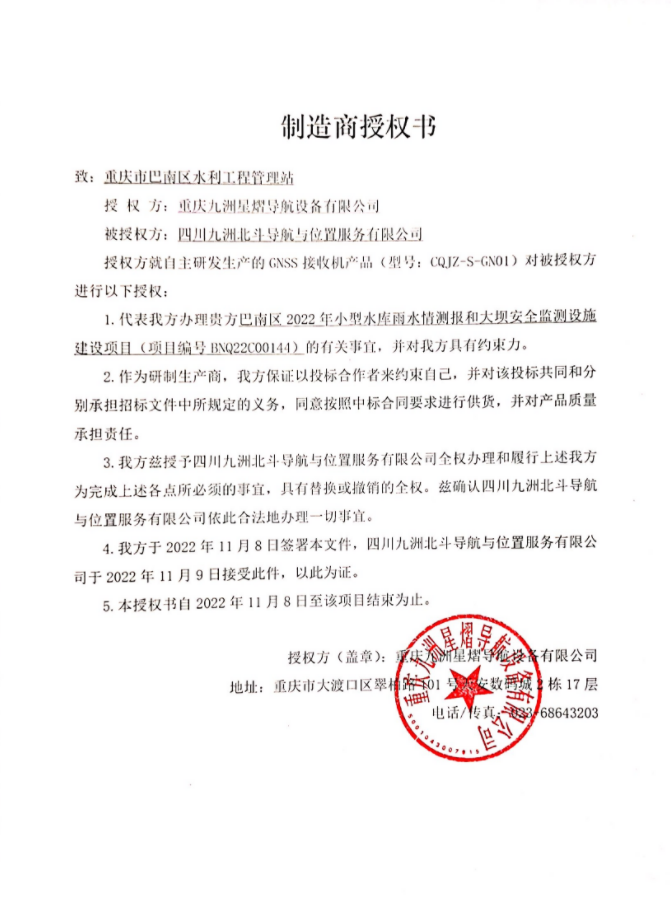 制造商授权书
致：重庆市巴南区水利工程管理站
授 权 方：重庆九洲星熠导航设备有限公司
被授权方：四川九洲北斗导航与位置服务有限公司
授权方就自主研发生产的 GNSS 接收机产品（型号：CQJZ-S-GN01）对被授权方
进行以下授权：
1. 代表我方办理贵方巴南区 2022 年小型水库雨水情测报和大坝安全监测设施
建设项目（项目编号 BNQ22C00144）的有关事宜，并对我方具有约束力。
2. 作为研制生产商，我方保证以投标合作者来约束自己，并对该投标共同和分
别承担招标文件中所规定的义务，同意按照中标合同要求进行供货，并对产品质量
承担责任。
3. 我方兹授予四川九洲北斗导航与位置服务有限公司全权办理和履行上述我方
为完成上述各点所必须的事宜，具有替换或撤销的全权。兹确认四川九洲北斗导航
与位置服务有限公司依此合法地办理一切事宜。
4. 我方于 2022 年 11 月 8 日签署本文件，四川九洲北斗导航与位置服务有限公
司于 2022 年 11 月 9 日接受此件，以此为证。
5. 本授权书自 2022 年 11 月 8 日至该项目结束为止。
授权方（盖章）：重庆九洲星熠导航设备有限公司
地址：重庆市大渡口区翠柏路 101 号 安数码城 2 栋 17 层
电话/传真：023-68643203
重庆九洲星熠导航设备有限公司